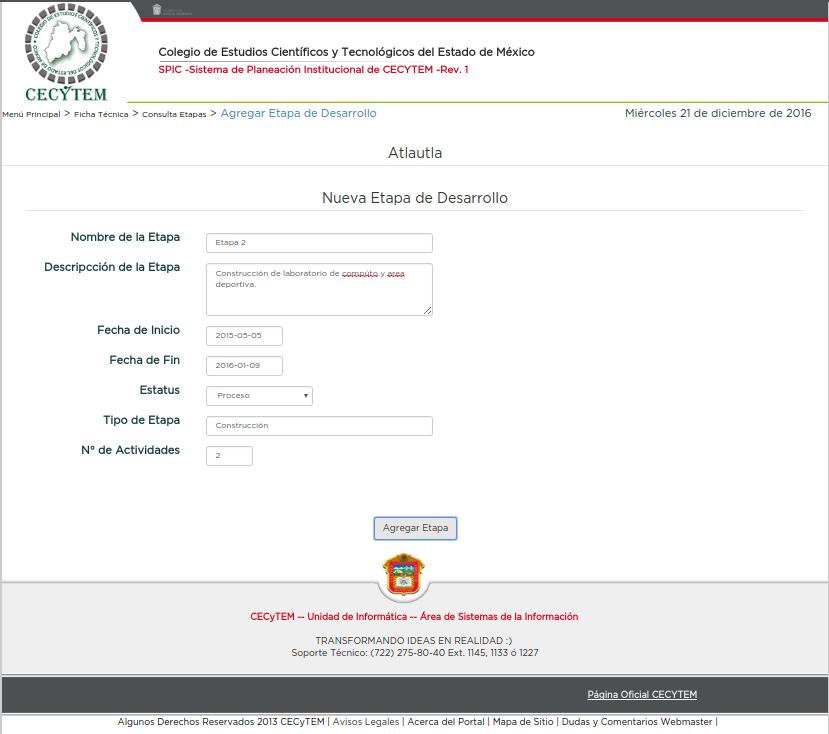 Colegio de Estudios Científicos y Tecnológicos del Estado de México
SPIC -Sistema de Planeación Institucional de CECYTEM -Rev. 1
CECYTEM
Menú Principal > Ficha Técnica > Consulta Etapas > Agregar Etapa de Desarrollo
Miércoles 21 de diciembre de 2016
Atlautla
Nueva Etapa de Desarrollo
Nombre de la Etapa
Etapa 2
Descripcción de la Etapa
Construcción de laboratorio de compúto y area
deportiva.
Fecha de Inicio
2015-05-05
Fecha de Fin
2016-01-09
Estatus
Proceso
Tipo de Etapa
Construcción
N° de Actividades
2
Agregar Etapa
CECyTEM -- Unidad de Informática -- Área de Sistemas de la Información
TRANSFORMANDO IDEAS EN REALIDAD :)
Soporte Técnico: (722) 275-80-40 Ext. 1145, 1133 ó 1227
Página Oficial CECYTEM
Algunos Derechos Reservados 2013 CECyTEM | Avisos Legales | Acerca del Portal | Mapa de Sitio | Dudas y Comentarios Webmaster |